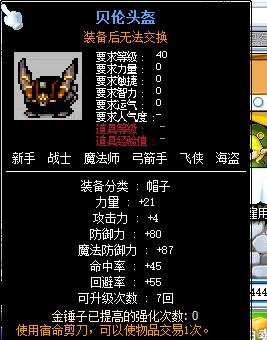 贝伦头盔
装备后无法交换
要求等级： 40
要求力量： 0
要求敏捷： -
要求智力： 0
要求运气： -
要求人气度： -
道具等级： -
道具经验值： -
新手 战士 魔法师 弓箭手 飞侠 海盗
装备分类 : 帽子
力量 : +21
攻击力 : +4
防御力 : +80
魔法防御力 : +87
命中率 : +45
回避率 : +55
可升级次数 : 7回
金锤子已提高的强化次数: 0
使用宿命剪刀，可以使物品交易1次。
444